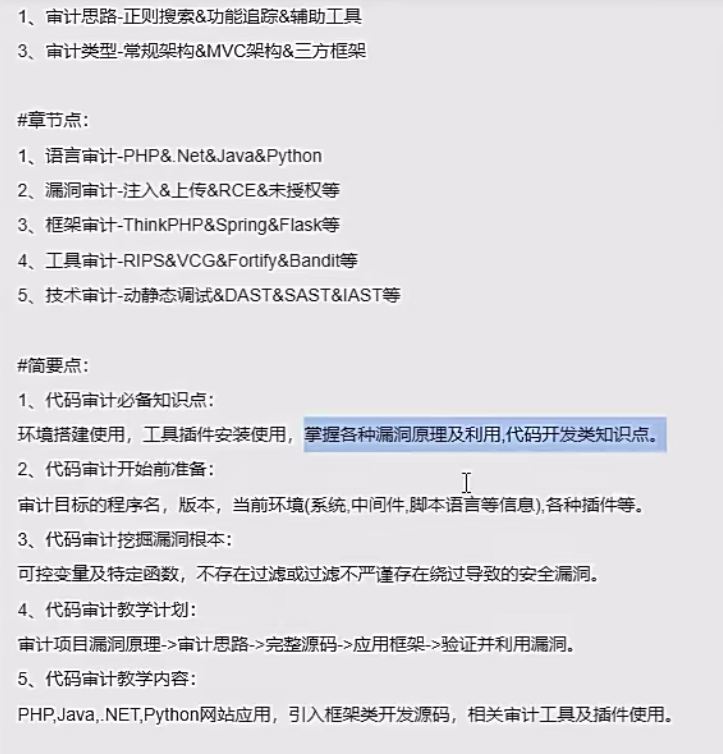 1、审计思路-正则搜索&功能追踪&辅助工具
3、审计类型-常规架构&MVC架构&三方框架
#章节点：
1、语言审计-PHP&.Net&Java&Python
2、漏洞审计-注入&上传&RCE&未授权等
3、框架审计-ThinkPHP&Spring&Flask等
4、工具审计-RIPS&VCG&Fortify&Bandit等
5、技术审计-动静态调试&DAST&SAST&IAST等
#简要点：
1、代码审计必备知识点：
环境搭建使用，工具插件安装使用，掌握各种漏洞原理及利用,代码开发类知识点。
2、代码审计开始前准备：
审计目标的程序名，版本，当前环境(系统,中间件,脚本语言等信息),各种插件等。
3、代码审计挖掘漏洞根本：
可控变量及特定函数，不存在过滤或过滤不严谨存在绕过导致的安全漏洞。
4、代码审计教学计划：
审计项目漏洞原理->审计思路->完整源码->应用框架->验证并利用漏洞。
5、代码审计教学内容：
PHP,Java,.NET,Python网站应用，引入框架类开发源码，相关审计工具及插件使用。